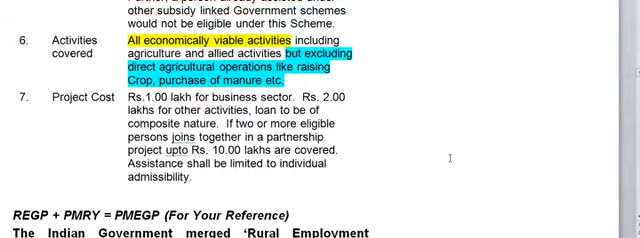 other subsidy linked Government schemes
would not be eligible under this Scheme.
6. Activities covered All economically viable activities including
agriculture and allied activities but excluding
direct agricultural operations like raising
Crop, purchase of manure etc.
7. Project Cost Rs.1.00 lakh for business sector. Rs. 2.00
lakhs for other activities, loan to be of
composite nature. If two or more eligible
persons joins together in a partnership
project upto Rs. 10.00 lakhs are covered.
Assistance shall be limited to individual
admissibility.
REGP + PMRY = PMEGP (For Your Reference)
The Indian Government merged ‘Rural Employment